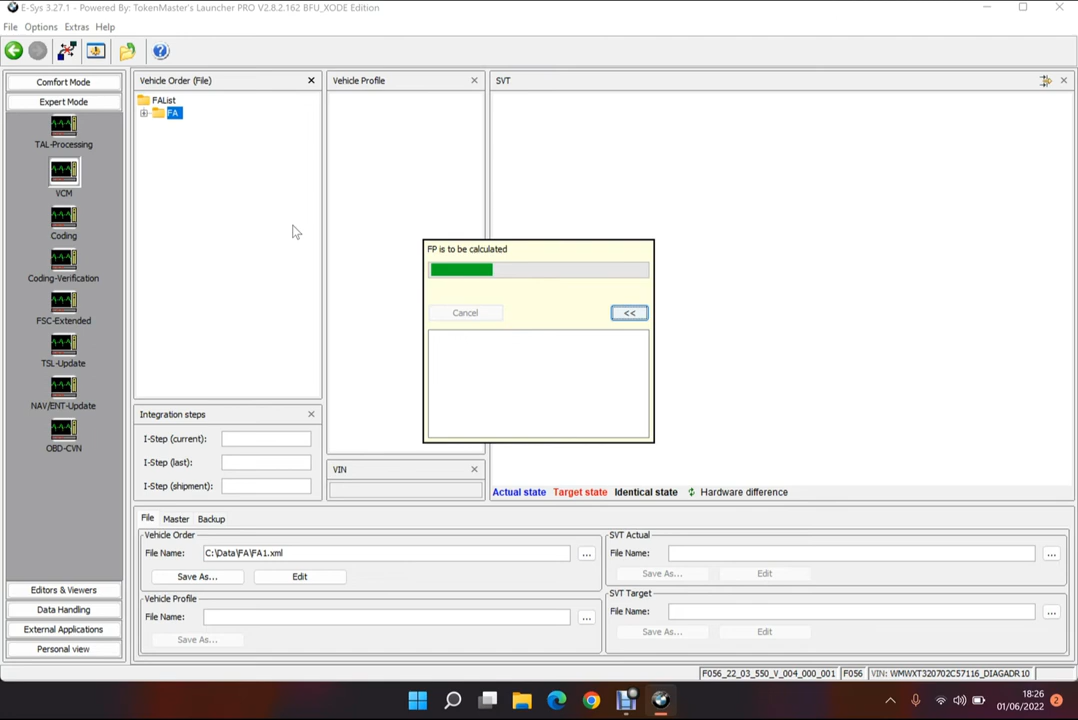 E-Sys 3.27.1 - Powered By: TokenMaster's Launcher PRO V2.8.2.162 BFU_XODE Edition
File Options Extras Help
Comfort Mode
Expert Mode
TAL-Processing
VCM
Coding
Coding-Verification
FSC-Extended
TSL-Update
NAV/ENT-Update
OBD-CVN
Editors & Viewers
Data Handling
External Applications
Personal view
Vehicle Order (File)
FAList
FA
Vehicle Profile
SVT
FP is to be calculated
Cancel
<<
Integration steps
I-Step (current):
I-Step (last):
I-Step (shipment):
VIN
Actual state Target state Identical state Hardware difference
File Master Backup
Vehicle Order
File Name: C:\Data\FA\FA1.xml ...
Save As... Edit
Vehicle Profile
File Name: ...
Save As...
SVT Actual
File Name: ...
Save As... Edit
SVT Target
File Name: ...
Save As... Edit
F056_22_03_550_V_004_000_001 F056 VIN: WMWXT320702C57116_DIAGADR10
18:26
01/06/2022
2